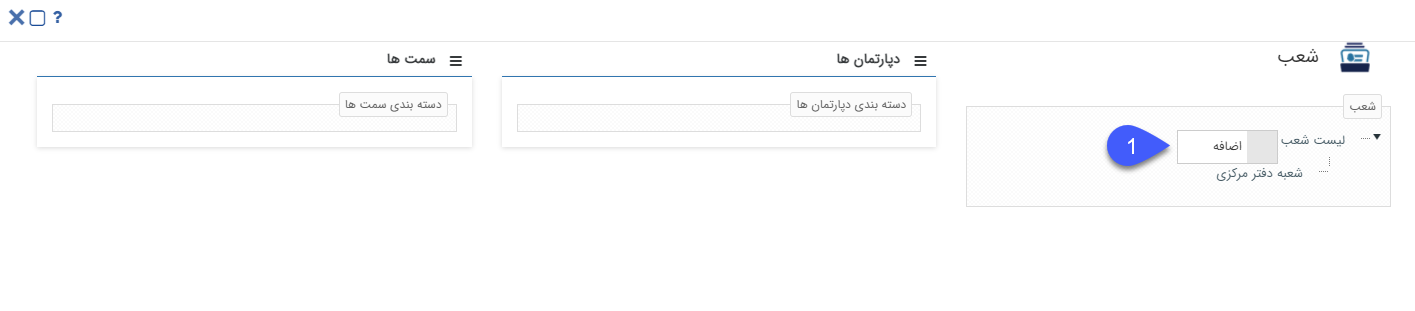 ?
شعب
شعب
لیست شعب
اضافه
1
شعبه دفتر مرکزی
دپارتمان ها
دسته بندی دپارتمان ها
سمت ها
دسته بندی سمت ها